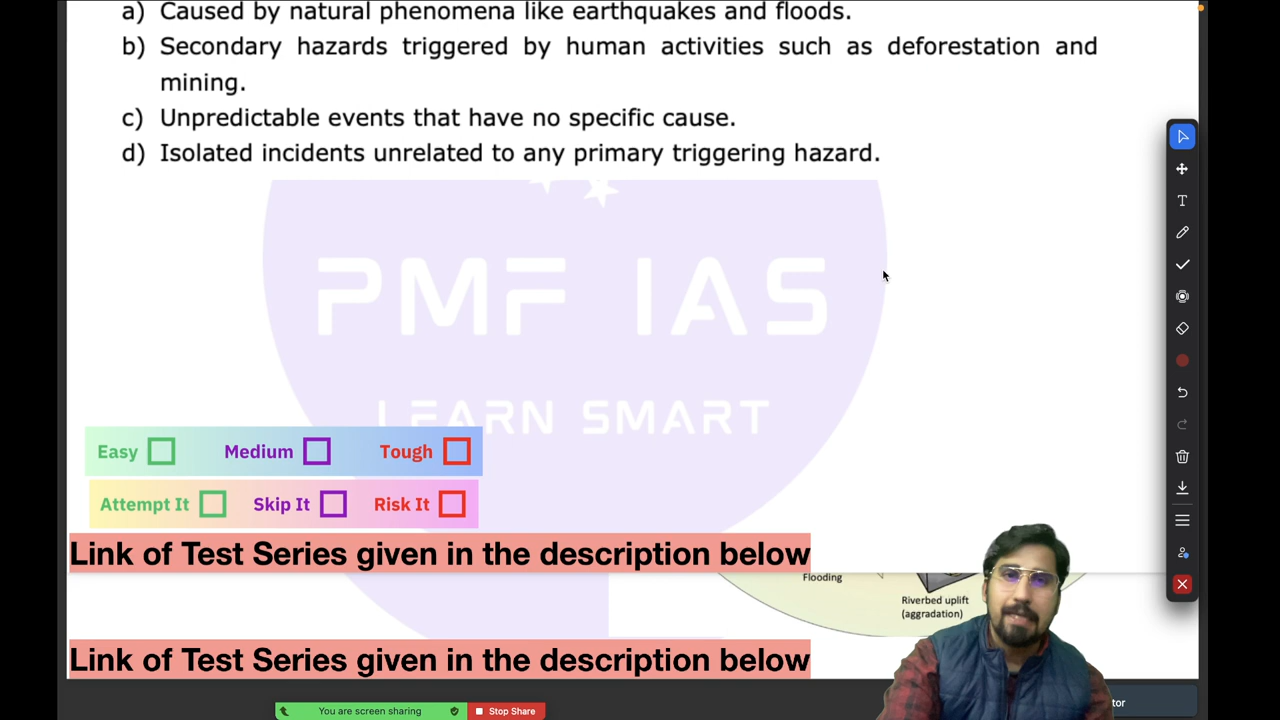 a) Caused by natural phenomena like earthquakes and floods.
b) Secondary hazards triggered by human activities such as deforestation and
mining.
c) Unpredictable events that have no specific cause.
d) Isolated incidents unrelated to any primary triggering hazard.
PMF IAS
LEARN SMART
Easy Medium Tough
Attempt It Skip It Risk It
Link of Test Series given in the description below
Flooding
Riverbed uplift
(aggradation)
Link of Test Series given in the description below
You are screen sharing Stop Share
tor